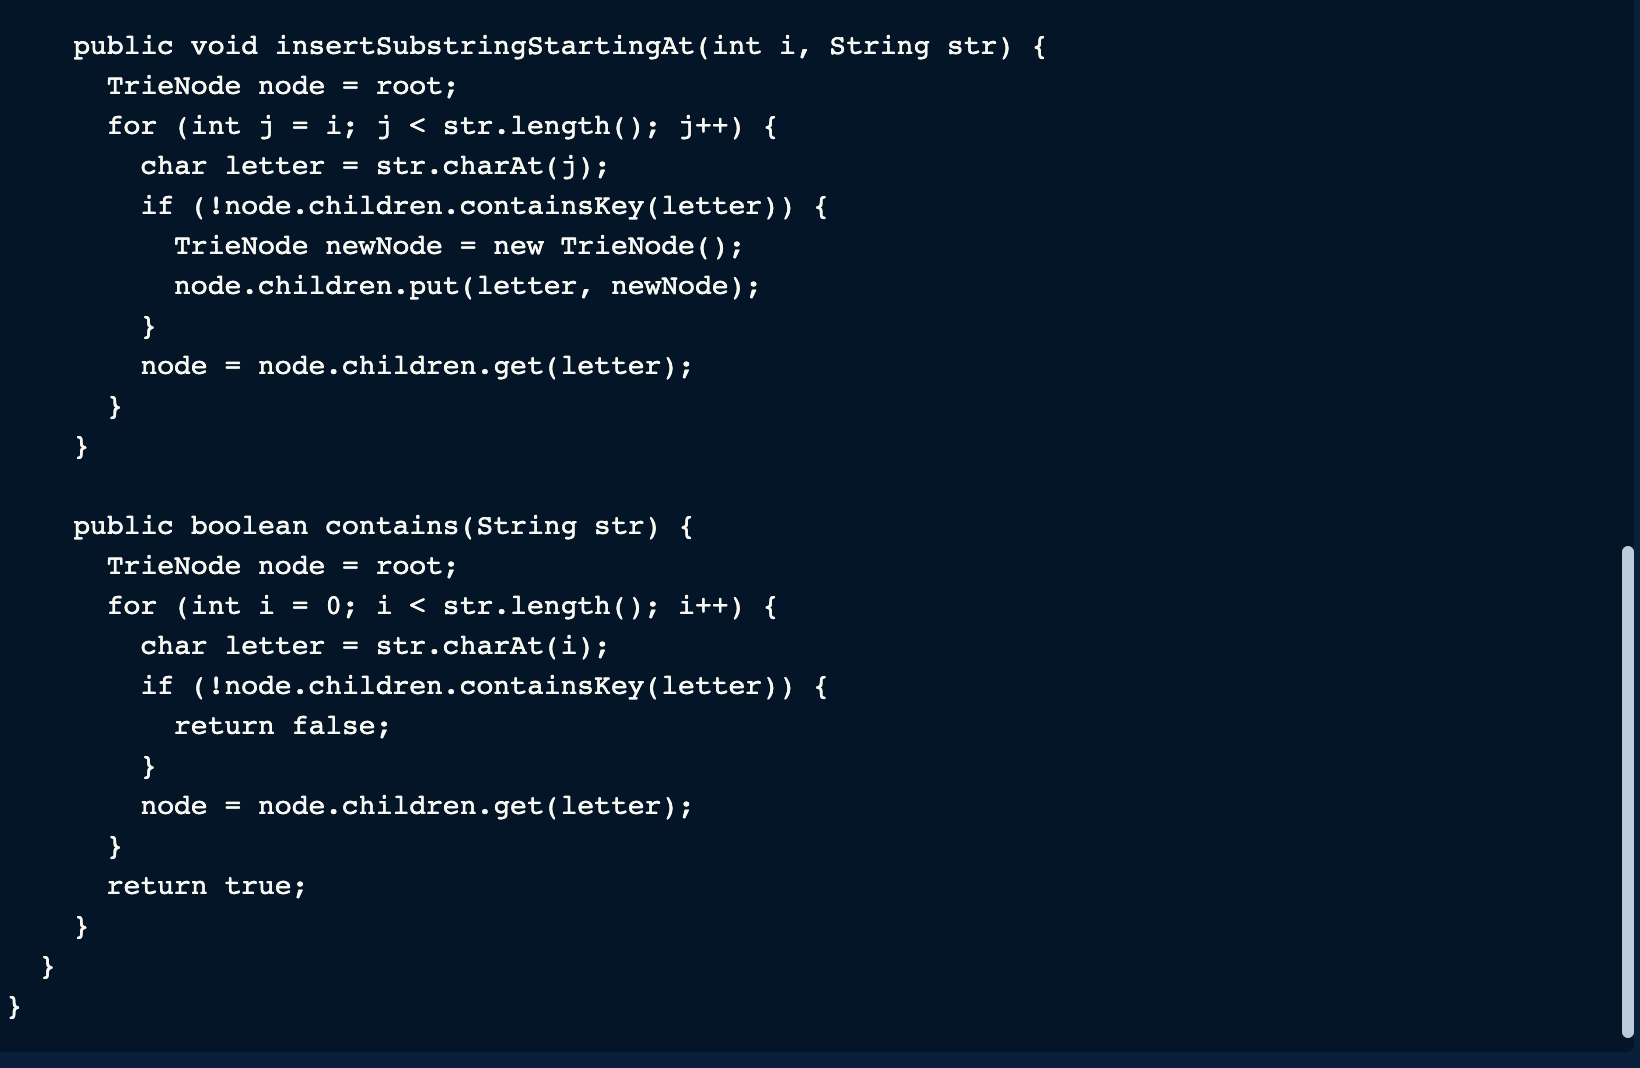 public void insertSubstringStartingAt(int i, String str) {
TrieNode node = root;
for (int j = i; j < str.length(); j++) {
char letter = str.charAt(j);
if (!node.children.containsKey(letter)) {
TrieNode newNode = new TrieNode();
node.children.put(letter, newNode);
}
node = node.children.get(letter);
}
}
public boolean contains(String str) {
TrieNode node = root;
for (int i = 0; i < str.length(); i++) {
char letter = str.charAt(i);
if (!node.children.containsKey(letter)) {
return false;
}
node = node.children.get(letter);
}
return true;
}
}
}